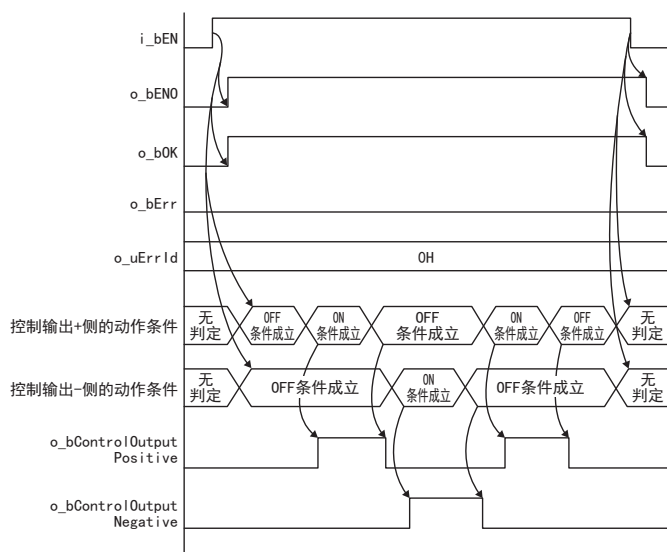 i_bEN
o_bENO
o_bOK
o_bErr
o_uErrId
0H
控制输出+侧的动作条件
无
判定
OFF
条件成立
ON
条件成立
OFF
条件成立
ON
条件成立
OFF
条件成立
无
判定
控制输出-侧的动作条件
无
判定
OFF条件成立
ON
条件成立
OFF条件成立
无
判定
o_bControlOutput
Positive
o_bControlOutput
Negative